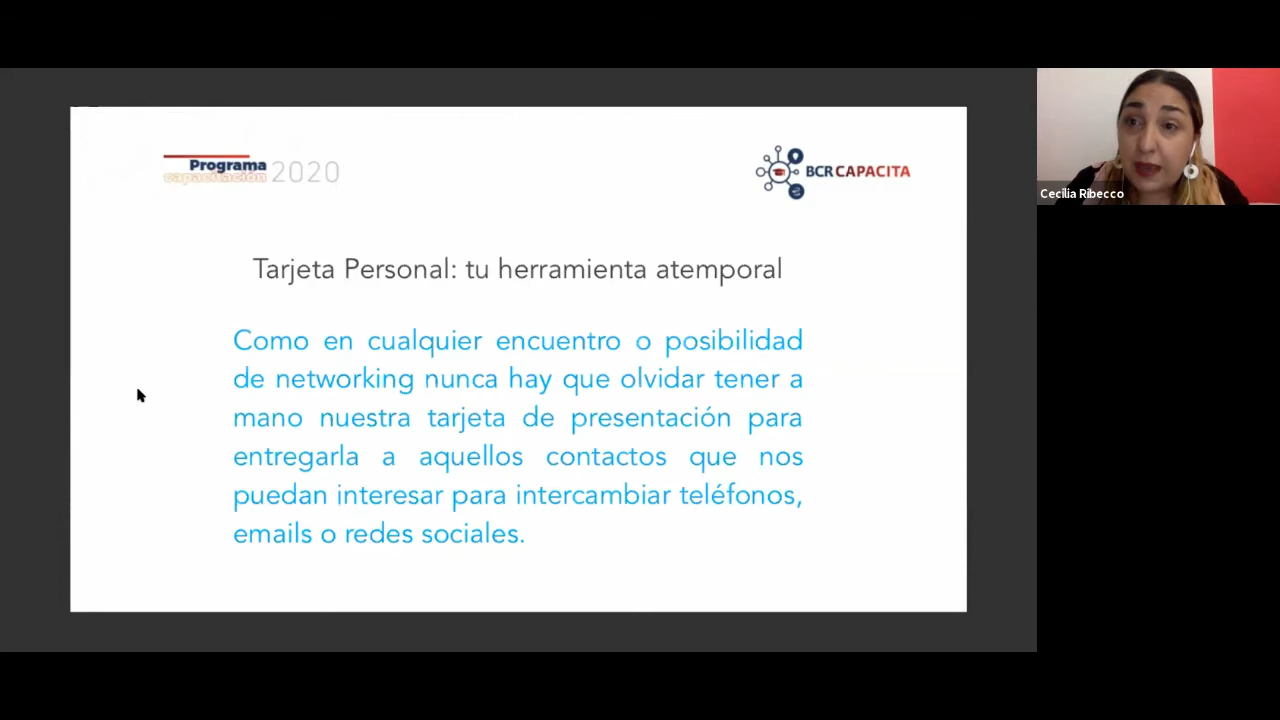 Programa
capacitación 2020
BCR CAPACITA
Cecilia Ribecco
Tarjeta Personal: tu herramienta atemporal
Como en cualquier encuentro o posibilidad
de networking nunca hay que olvidar tener a
mano nuestra tarjeta de presentación para
entregarla a aquellos contactos que nos
puedan interesar para intercambiar teléfonos,
emails o redes sociales.